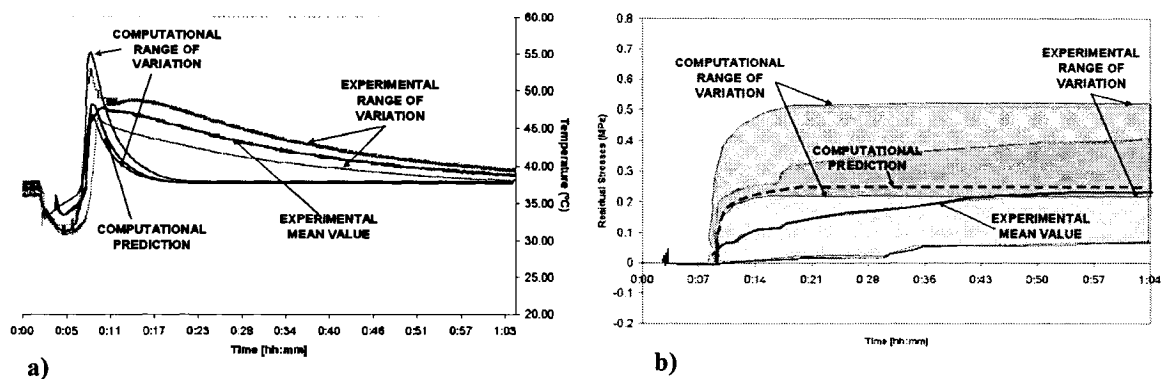 60.00
55.00
50.00
45.00
40.00
35.00
30.00
25.00
20.00
Temperature (ºC)
COMPUTATIONAL
RANGE OF
VARIATION
EXPERIMENTAL
RANGE OF
VARIATION
COMPUTATIONAL
PREDICTION
EXPERIMENTAL
MEAN VALUE
0:00 0:05 0:11 0:17 0:23 0:28 0:34 0:40 0:46 0:51 0:57 1:03
Time [hh:mm]
a)
0.8
0.7
0.6
0.5
0.4
0.3
0.2
0.1
0
-0.1
-0.2
Residual Stresses (MPa)
COMPUTATIONAL
RANGE OF
VARIATION
EXPERIMENTAL
RANGE OF
VARIATION
COMPUTATIONAL
PREDICTION
EXPERIMENTAL
MEAN VALUE
0:00 0:07 0:14 0:21 0:28 0:36 0:43 0:50 0:57 1:04
Time [hh:mm]
b)